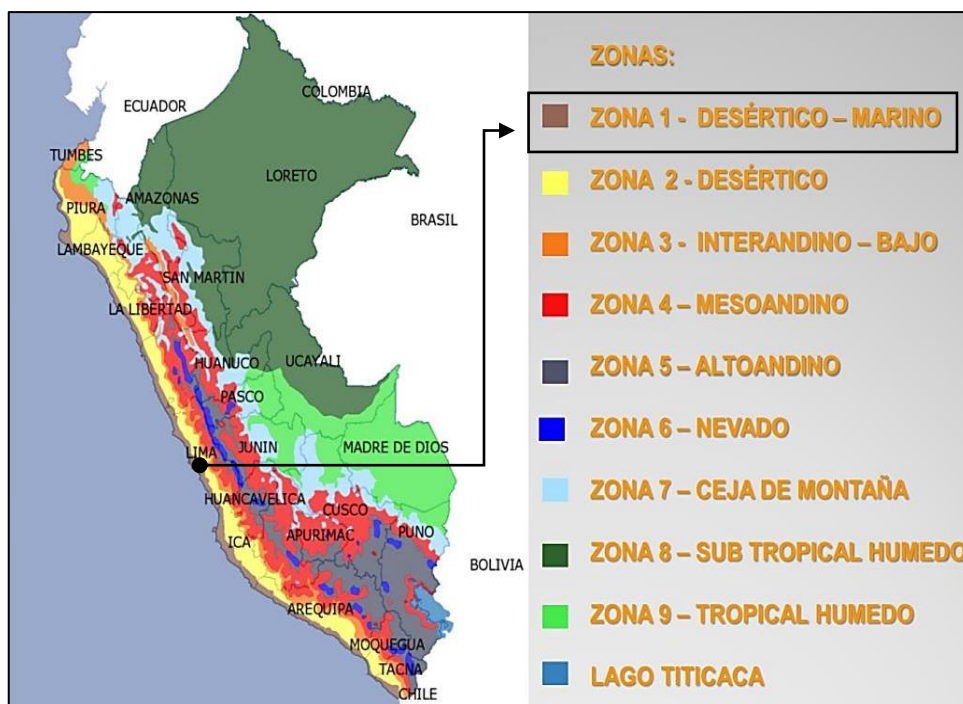 ECUADOR
COLOMBIA
TUMBES
LORETO
PIURA
AMAZONAS
BRASIL
LAMBAYEQUE
SAN MARTIN
LA LIBERTAD
HUANUCO
UCAYALI
PASCO
LIMA
JUNIN
MADRE DE DIOS
HUANCAVELICA
CUSCO
ICA
APURIMAC
PUNO
BOLIVIA
AREQUIPA
MOQUEGUA
TACNA
CHILE
ZONAS:
ZONA 1 - DESÉRTICO – MARINO
ZONA 2 - DESÉRTICO
ZONA 3 - INTERANDINO – BAJO
ZONA 4 – MESOANDINO
ZONA 5 – ALTOANDINO
ZONA 6 – NEVADO
ZONA 7 – CEJA DE MONTAÑA
ZONA 8 – SUB TROPICAL HUMEDO
ZONA 9 – TROPICAL HUMEDO
LAGO TITICACA